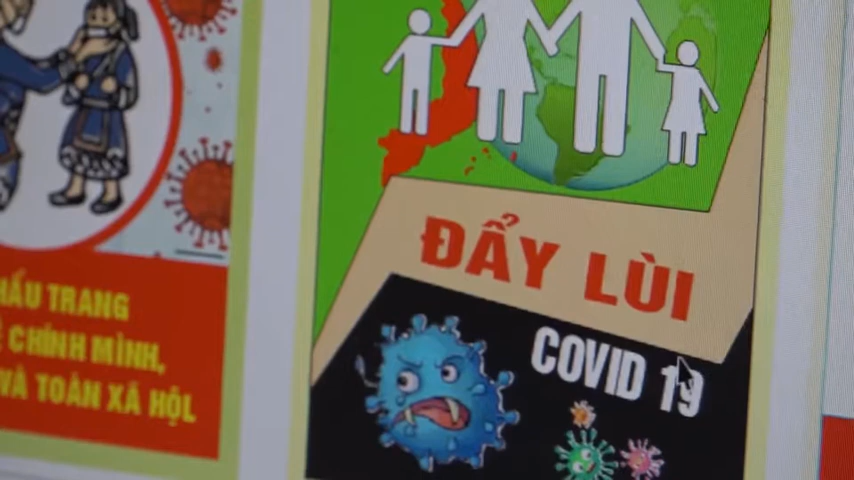 TRANG
CHÍNH MÌNH,
VÀ TOÀN XÃ HỘI.
ĐẨY LÙI
COVID 19